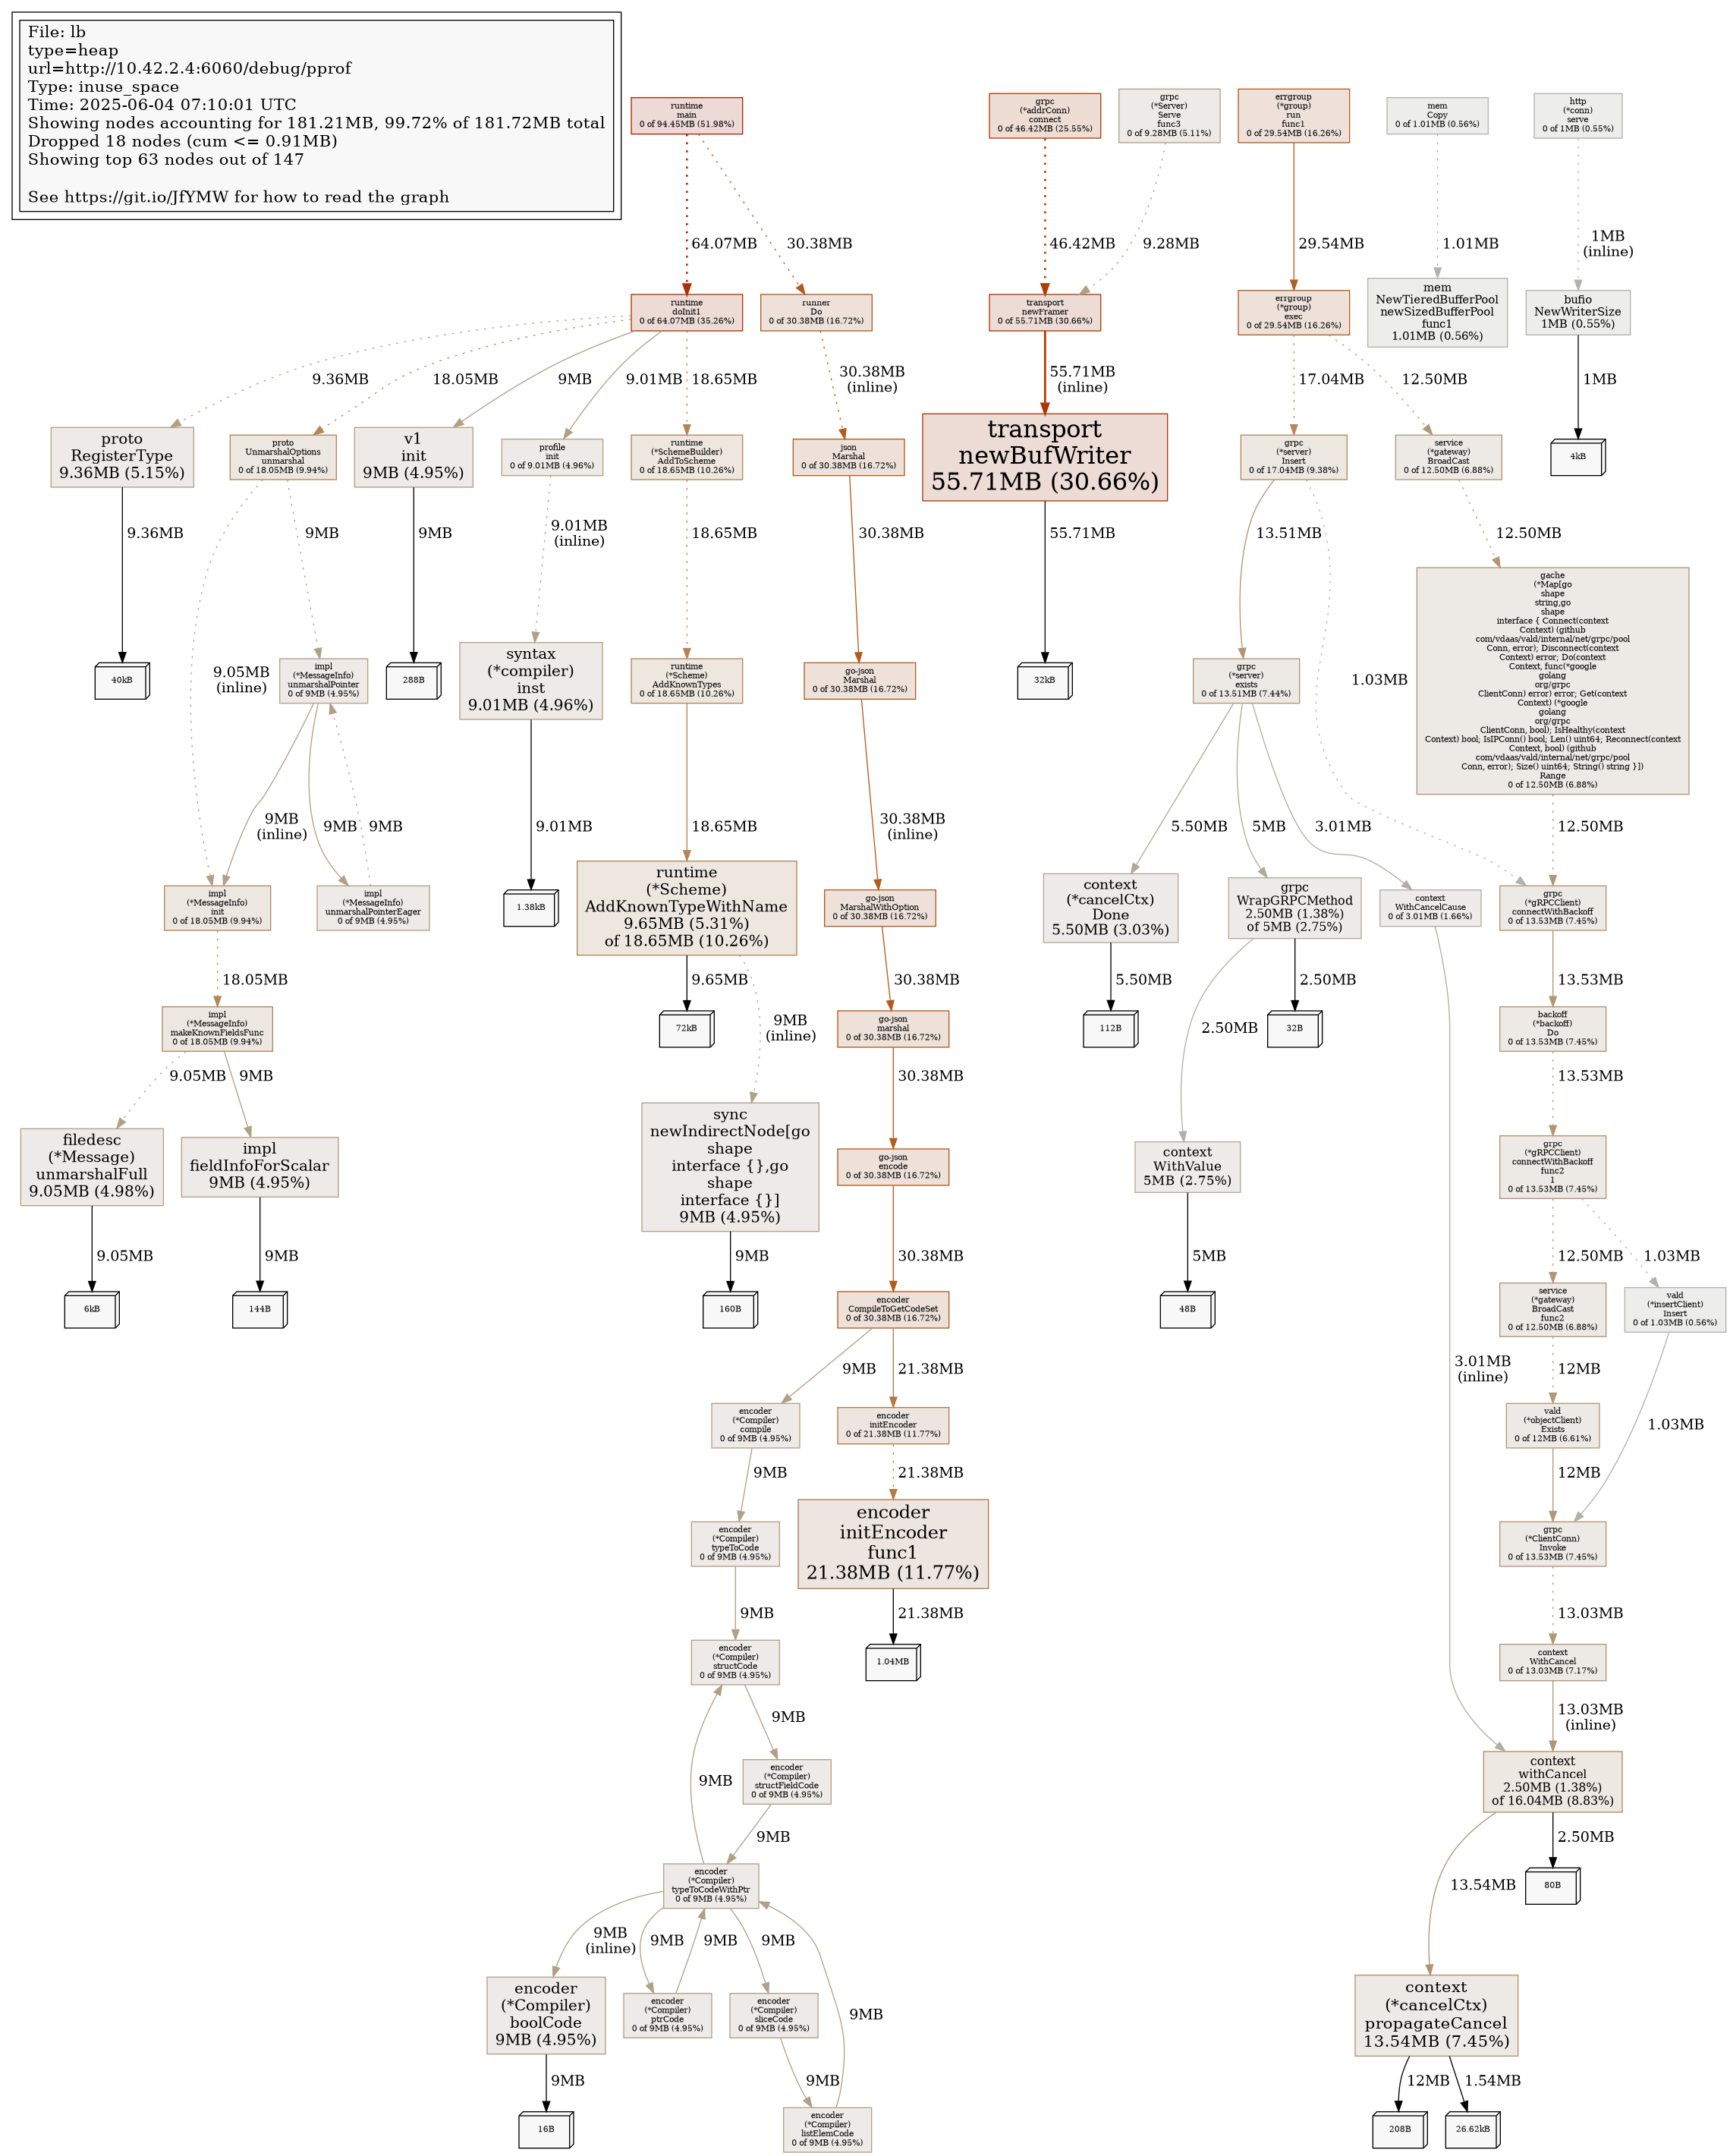 File: lb
type=heap
url=http://10.42.2.4:6060/debug/pprof
Type: inuse_space
Time: 2025-06-04 07:10:01 UTC
Showing nodes accounting for 181.21MB, 99.72% of 181.72MB total
Dropped 18 nodes (cum <= 0.91MB)
Showing top 63 nodes out of 147
See https://git.io/JfYMW for how to read the graph
runtime
main
0 of 94.45MB (51.98%)
grpc
(*addrConn)
connect
0 of 46.42MB (25.55%)
grpc
(*Server)
Serve
func3
0 of 9.28MB (5.11%)
errgroup
(*group)
run
func1
0 of 29.54MB (16.26%)
mem
Copy
0 of 1.01MB (0.56%)
http
(*conn)
serve
0 of 1MB (0.55%)
64.07MB
30.38MB
46.42MB
9.28MB
29.54MB
1.01MB
1MB
(inline)
runtime
doInit1
0 of 64.07MB (35.26%)
runner
Do
0 of 30.38MB (16.72%)
transport
newFramer
0 of 55.71MB (30.66%)
errgroup
(*group)
exec
0 of 29.54MB (16.26%)
mem
NewTieredBufferPool
newSizedBufferPool
func1
1.01MB (0.56%)
bufio
NewWriterSize
1MB (0.55%)
9.36MB
18.05MB
9MB
9.01MB
18.65MB
30.38MB
(inline)
55.71MB
(inline)
17.04MB
12.50MB
1MB
proto
RegisterType
9.36MB (5.15%)
proto
UnmarshalOptions
unmarshal
0 of 18.05MB (9.94%)
v1
init
9MB (4.95%)
profile
init
0 of 9.01MB (4.96%)
runtime
(*SchemeBuilder)
AddToScheme
0 of 18.65MB (10.26%)
json
Marshal
0 of 30.38MB (16.72%)
transport
newBufWriter
55.71MB (30.66%)
grpc
(*server)
Insert
0 of 17.04MB (9.38%)
service
(*gateway)
BroadCast
0 of 12.50MB (6.88%)
4kB
9.36MB
9MB
9MB
9.01MB
(inline)
18.65MB
30.38MB
55.71MB
13.51MB
12.50MB
gache
(*Map[go
shape
string,go
shape
interface { Connect(context
Context) (github
com/vdaas/vald/internal/net/grpc/pool
Conn, error); Disconnect(context
Context) error; Do(context
Context, func(*google
golang
org/grpc
ClientConn) error) error; Get(context
Context) (*google
golang
org/grpc
ClientConn, bool); IsHealthy(context
Context) bool; IsIPConn() bool; Len() uint64; Reconnect(context
Context, bool) (github
com/vdaas/vald/internal/net/grpc/pool
Conn, error); Size() uint64; String() string }])
Range
0 of 12.50MB (6.88%)
40kB
9.05MB
(inline)
impl
(*MessageInfo)
unmarshalPointer
0 of 9MB (4.95%)
288B
syntax
(*compiler)
inst
9.01MB (4.96%)
runtime
(*Scheme)
AddKnownTypes
0 of 18.65MB (10.26%)
go-json
Marshal
0 of 30.38MB (16.72%)
32kB
grpc
(*server)
exists
0 of 13.51MB (7.44%)
1.03MB
9MB
(inline)
9MB
9MB
9.01MB
18.65MB
30.38MB
(inline)
5.50MB
5MB
3.01MB
12.50MB
impl
(*MessageInfo)
init
0 of 18.05MB (9.94%)
impl
(*MessageInfo)
unmarshalPointerEager
0 of 9MB (4.95%)
1.38kB
runtime
(*Scheme)
AddKnownTypeWithName
9.65MB (5.31%)
of 18.65MB (10.26%)
go-json
MarshalWithOption
0 of 30.38MB (16.72%)
context
(*cancelCtx)
Done
5.50MB (3.03%)
grpc
WrapGRPCMethod
2.50MB (1.38%)
of 5MB (2.75%)
context
WithCancelCause
0 of 3.01MB (1.66%)
grpc
(*gRPCClient)
connectWithBackoff
0 of 13.53MB (7.45%)
18.05MB
9.65MB
9MB
(inline)
30.38MB
5.50MB
2.50MB
2.50MB
13.53MB
impl
(*MessageInfo)
makeKnownFieldsFunc
0 of 18.05MB (9.94%)
72kB
go-json
marshal
0 of 30.38MB (16.72%)
112B
32B
backoff
(*backoff)
Do
0 of 13.53MB (7.45%)
9.05MB
9MB
30.38MB
13.53MB
filedesc
(*Message)
unmarshalFull
9.05MB (4.98%)
impl
fieldInfoForScalar
9MB (4.95%)
sync
newIndirectNode[go
shape
interface {},go
shape
interface {}]
9MB (4.95%)
go-json
encode
0 of 30.38MB (16.72%)
context
WithValue
5MB (2.75%)
grpc
(*gRPCClient)
connectWithBackoff
func2
1
0 of 13.53MB (7.45%)
9.05MB
9MB
9MB
30.38MB
5MB
12.50MB
1.03MB
6kB
144B
160B
encoder
CompileToGetCodeSet
0 of 30.38MB (16.72%)
48B
service
(*gateway)
BroadCast
func2
0 of 12.50MB (6.88%)
vald
(*insertClient)
Insert
0 of 1.03MB (0.56%)
9MB
21.38MB
3.01MB
(inline)
12MB
encoder
(*Compiler)
compile
0 of 9MB (4.95%)
encoder
initEncoder
0 of 21.38MB (11.77%)
vald
(*objectClient)
Exists
0 of 12MB (6.61%)
1.03MB
9MB
21.38MB
12MB
encoder
(*Compiler)
typeToCode
0 of 9MB (4.95%)
encoder
initEncoder
func1
21.38MB (11.77%)
grpc
(*ClientConn)
Invoke
0 of 13.53MB (7.45%)
9MB
21.38MB
13.03MB
encoder
(*Compiler)
structCode
0 of 9MB (4.95%)
1.04MB
context
WithCancel
0 of 13.03MB (7.17%)
9MB
13.03MB
(inline)
9MB
encoder
(*Compiler)
structFieldCode
0 of 9MB (4.95%)
context
withCancel
2.50MB (1.38%)
of 16.04MB (8.83%)
9MB
2.50MB
encoder
(*Compiler)
typeToCodeWithPtr
0 of 9MB (4.95%)
13.54MB
80B
9MB
(inline)
9MB
9MB
9MB
encoder
(*Compiler)
boolCode
9MB (4.95%)
encoder
(*Compiler)
ptrCode
0 of 9MB (4.95%)
encoder
(*Compiler)
sliceCode
0 of 9MB (4.95%)
9MB
context
(*cancelCtx)
propagateCancel
13.54MB (7.45%)
9MB
9MB
12MB
1.54MB
16B
encoder
(*Compiler)
listElemCode
0 of 9MB (4.95%)
208B
26.62kB